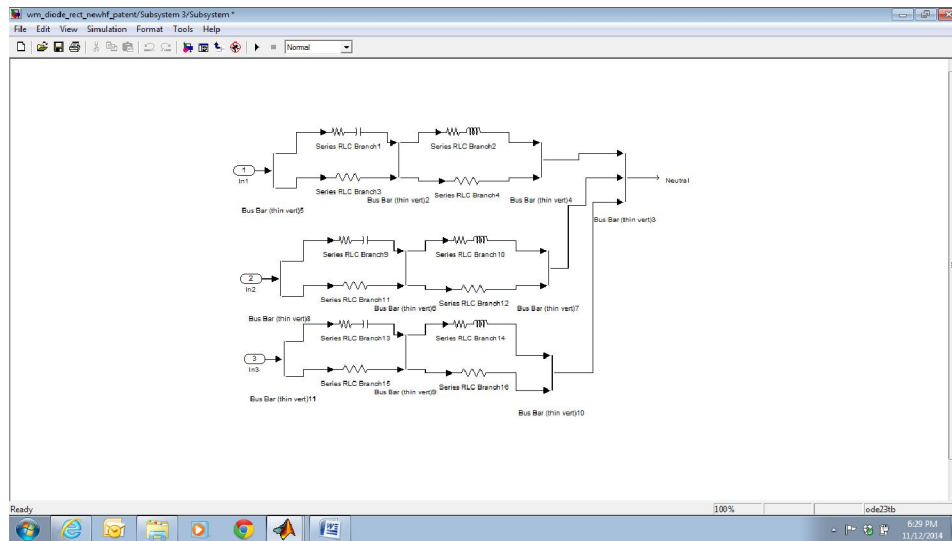 wm_diode_rect_newhf_patent/Subsystem 3/Subsystem *
File Edit View Simulation Format Tools Help
Normal
Series RLC Branch1
Series RLC Branch2
1
In1
Neutral
Series RLC Branch3
Series RLC Branch4
Bus Bar (thin vert)2
Bus Bar (thin vert)4
Bus Bar (thin vert)5
Bus Bar (thin vert)3
Series RLC Branch9
Series RLC Branch10
2
In2
Series RLC Branch11
Series RLC Branch12
Bus Bar (thin vert)6
Bus Bar (thin vert)7
Bus Bar (thin vert)8
Series RLC Branch13
Series RLC Branch14
3
In3
Series RLC Branch15
Series RLC Branch16
Bus Bar (thin vert)9
Bus Bar (thin vert)11
Bus Bar (thin vert)10
Ready
100%
ode23tb
6:29 PM
11/12/2014